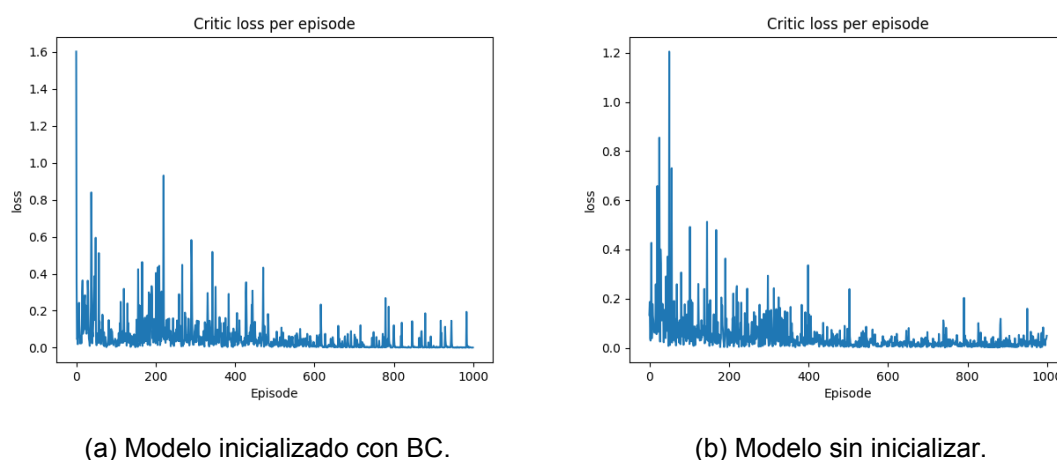 Critic loss per episode
1.6
1.4
1.2
1.0
0.8
0.6
0.4
0.2
0.0
loss
0 200 400 600 800 1000
Episode
(a) Modelo inicializado con BC.
Critic loss per episode
1.2
1.0
0.8
0.6
0.4
0.2
0.0
loss
0 200 400 600 800 1000
Episode
(b) Modelo sin inicializar.